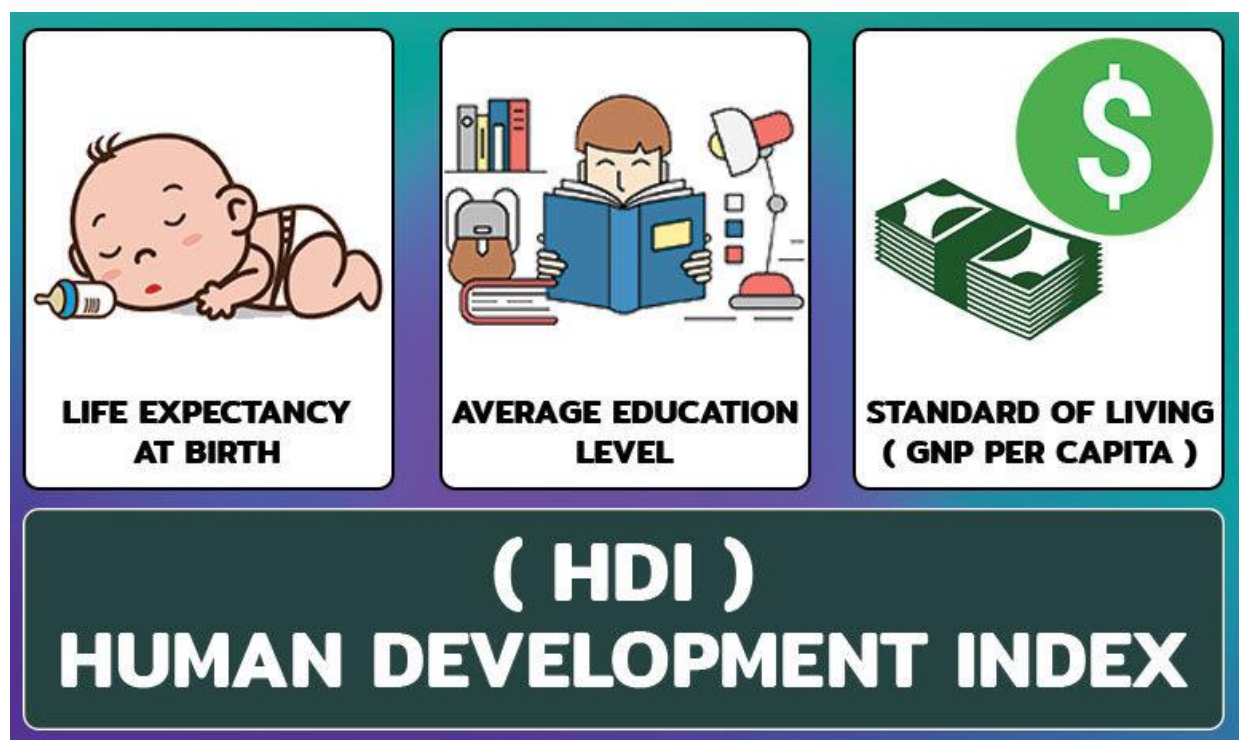 LIFE EXPECTANCY
AT BIRTH
AVERAGE EDUCATION
LEVEL
$
STANDARD OF LIVING
( GNP PER CAPITA )
( HDI )
HUMAN DEVELOPMENT INDEX